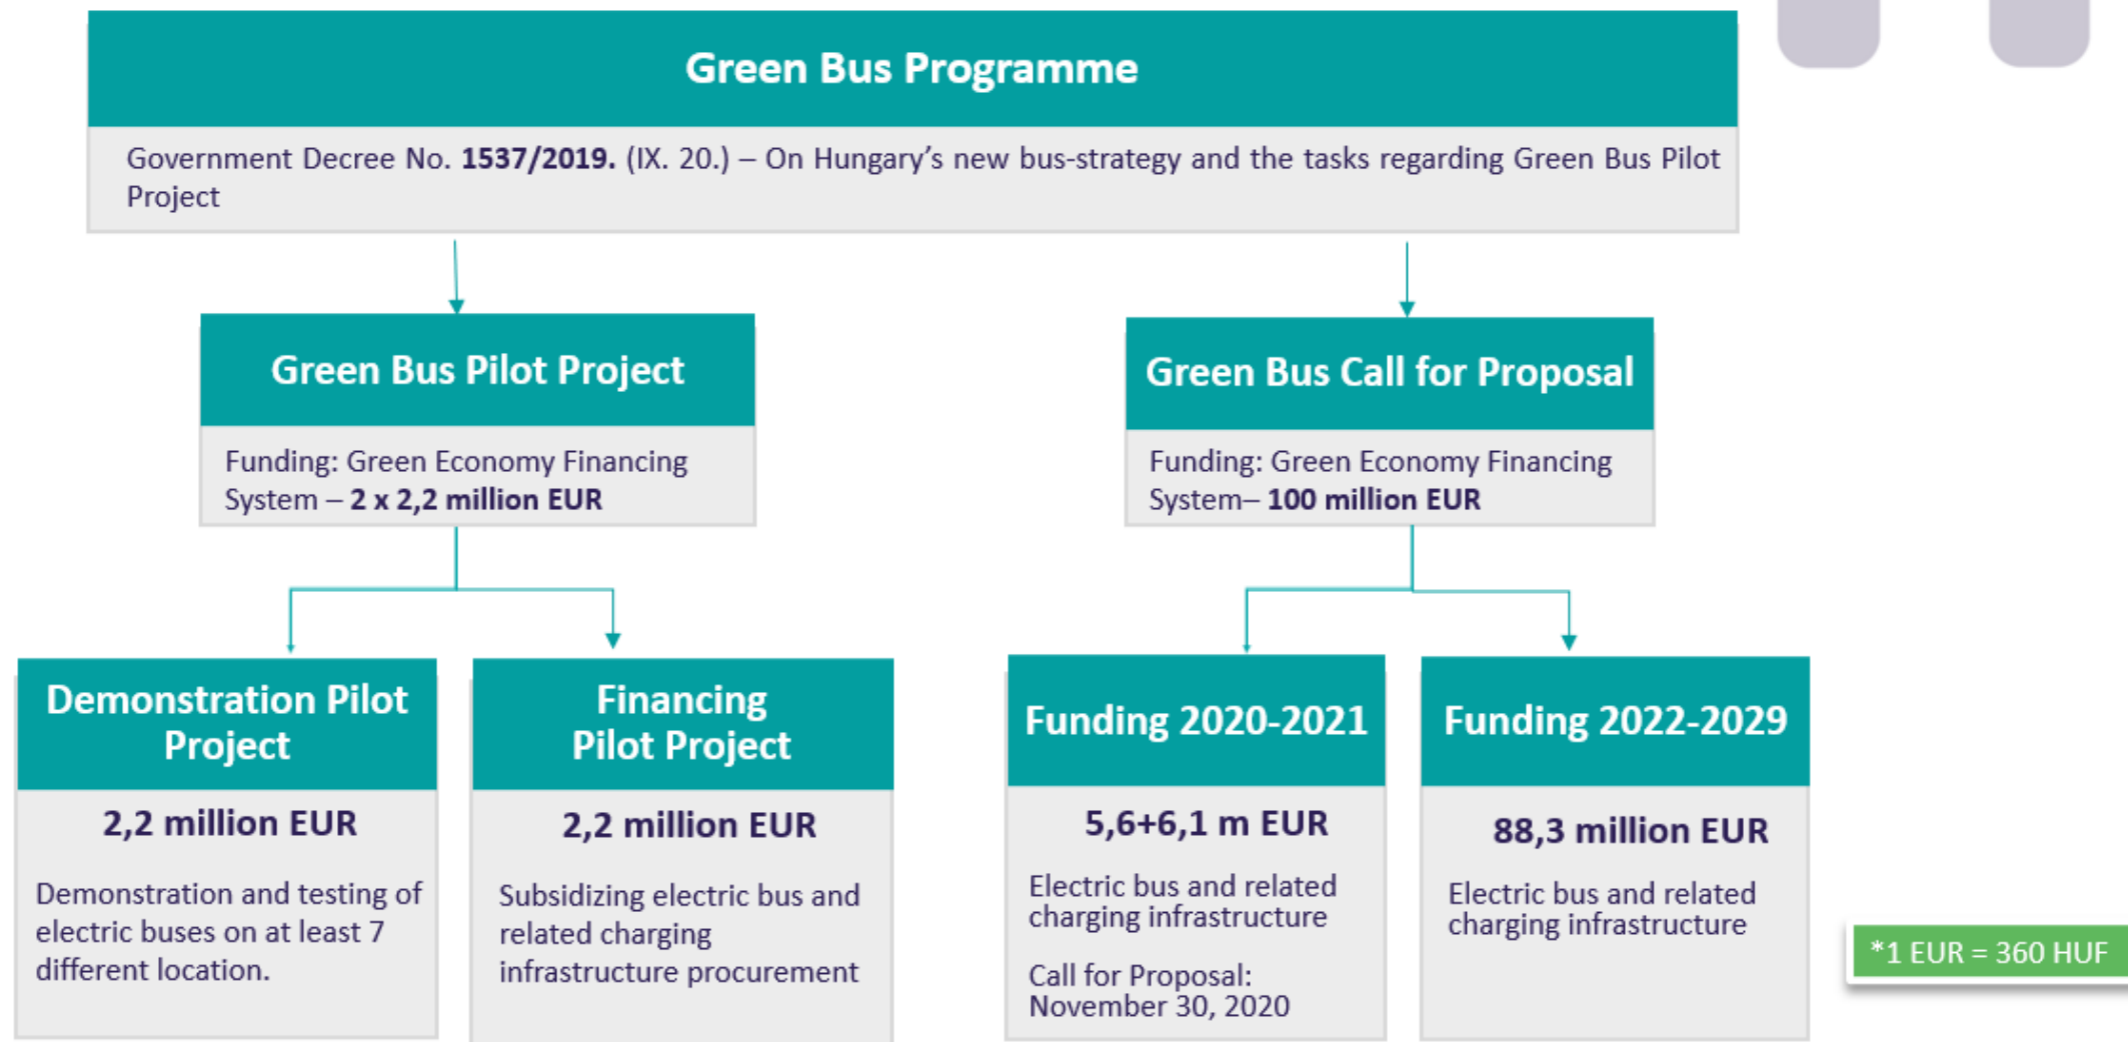 Green Bus Programme
Government Decree No. 1537/2019. (IX. 20.) – On Hungary's new bus-strategy and the tasks regarding Green Bus Pilot
Project
Green Bus Pilot Project
Funding: Green Economy Financing
System – 2 x 2,2 million EUR
Green Bus Call for Proposal
Funding: Green Economy Financing
System– 100 million EUR
Demonstration Pilot
Project
2,2 million EUR
Demonstration and testing of
electric buses on at least 7
different location.
Financing
Pilot Project
2,2 million EUR
Subsidizing electric bus and
related charging
infrastructure procurement
Funding 2020-2021
5,6+6,1 m EUR
Electric bus and related
charging infrastructure
Call for Proposal:
November 30, 2020
Funding 2022-2029
88,3 million EUR
Electric bus and related
charging infrastructure
*1 EUR = 360 HUF